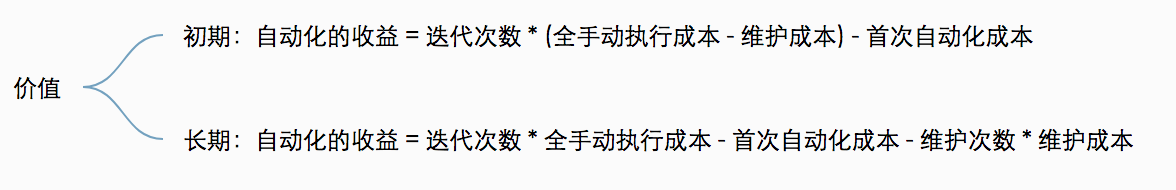 初期：自动化的收益 = 迭代次数 * (全手动执行成本 - 维护成本) - 首次自动化成本
价值
长期：自动化的收益 = 迭代次数 * 全手动执行成本 - 首次自动化成本 - 维护次数 * 维护成本